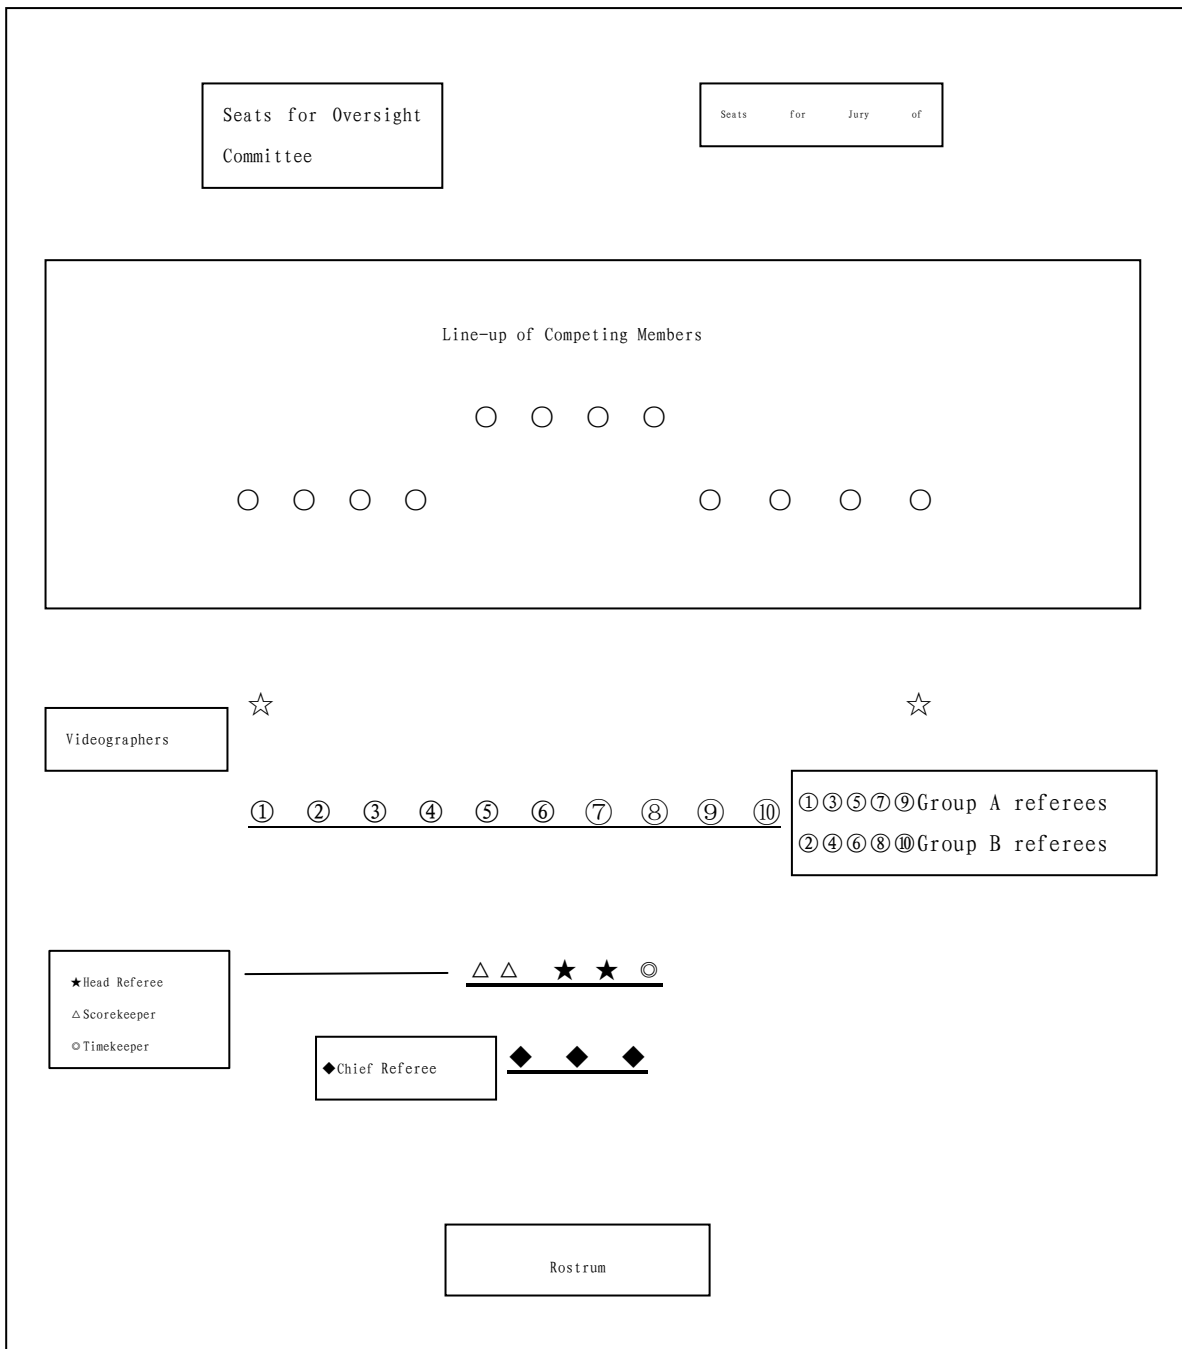 Seats for Oversight
Committee
Seats for Jury of
Line-up of Competing Members
○ ○ ○ ○
○ ○ ○ ○ ○ ○ ○ ○
☆ ☆
Videographers
① ② ③ ④ ⑤ ⑥ ⑦ ⑧ ⑨ ⑩
①③⑤⑦⑨Group A referees
②④⑥⑧⑩Group B referees
△ △ ★ ★ ◎
★Head Referee
△Scorekeeper
◎Timekeeper
◆ ◆ ◆
◆Chief Referee
Rostrum